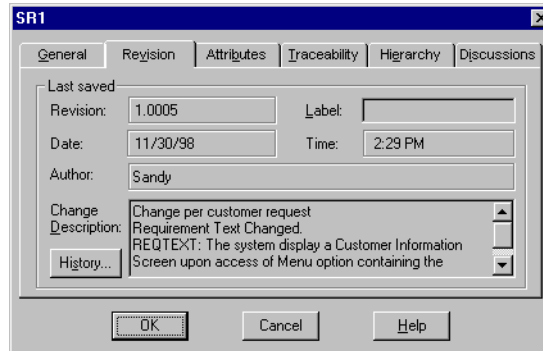 SR1
General Revision Attributes Traceability Hierarchy Discussions
Last saved
Revision: 1.0005 Label:
Date: 11/30/98 Time: 2:29 PM
Author: Sandy
Change Description:
Change per customer request
Requirement Text Changed.
REQTEXT: The system display a Customer Information
Screen upon access of Menu option containing the
History...
OK Cancel Help